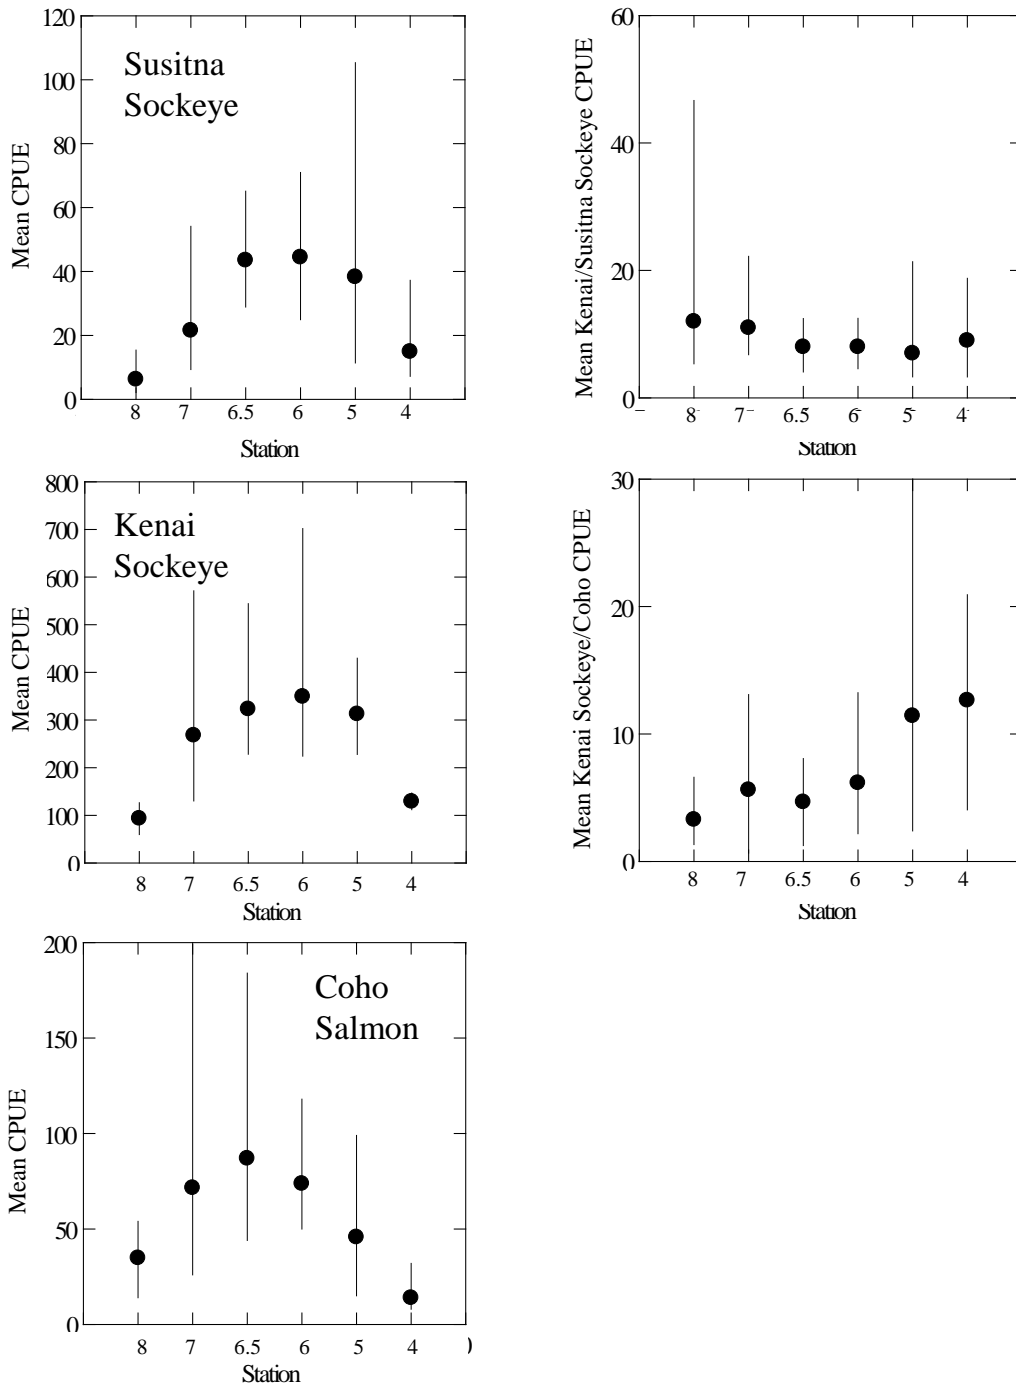 120
100
80
60
40
20
0
Mean CPUE
Susitna
Sockeye
8 7 6.5 6 5 4
Station
60
40
20
0
Mean Kenai/Susitna Sockeye CPUE
8 7 6.5 6 5 4
Station
800
700
600
500
400
300
200
100
0
Mean CPUE
Kenai
Sockeye
8 7 6.5 6 5 4
Station
30
20
10
0
Mean Kenai Sockeye/Coho CPUE
8 7 6.5 6 5 4
Station
200
150
100
50
0
Mean CPUE
Coho
Salmon
8 7 6.5 6 5 4
Station